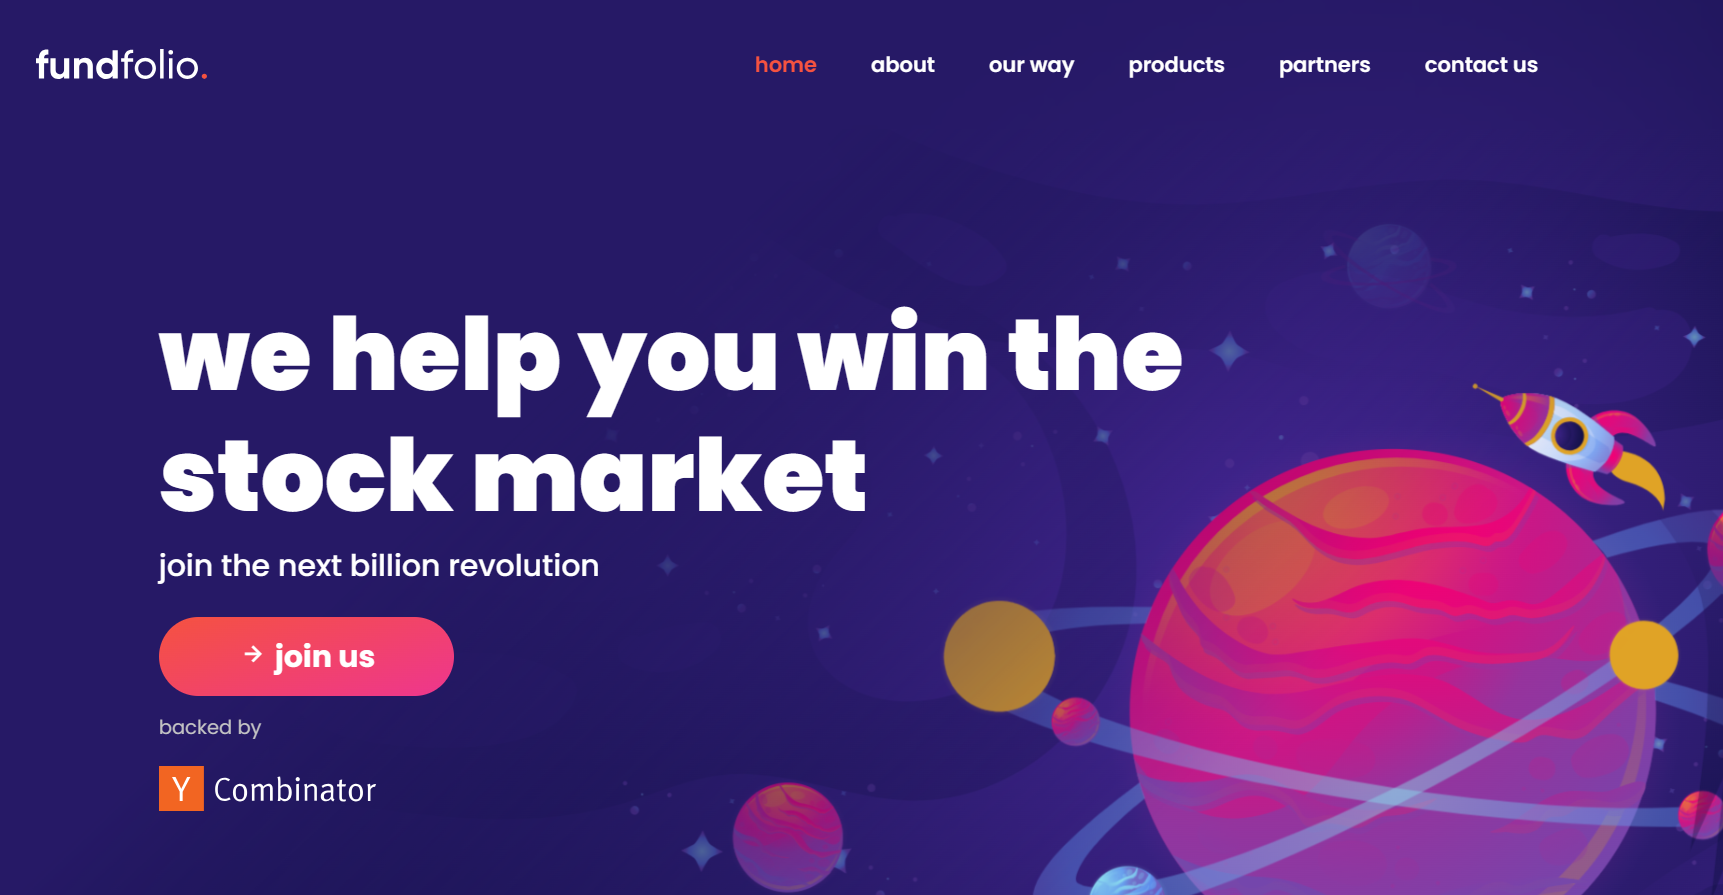 fundfolio.
home about our way products partners contact us
we help you win the
stock market
join the next billion revolution
→ join us
backed by
Y Combinator